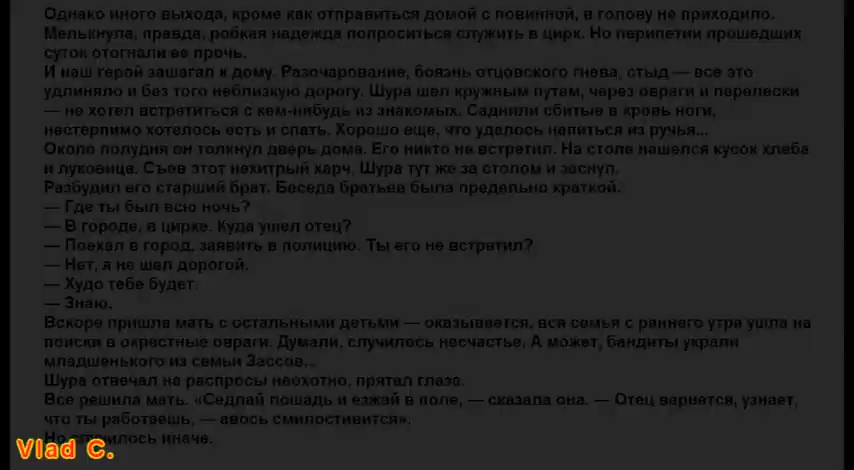 Однако иного выхода, кроме как отправиться домой с повинной, в голову не приходило.
Мелькнула, правда, робкая надежда попроситься служить в цирк. Но перипетии прошедших
суток отогнали ее прочь.
И наш герой зашагал к дому. Разочарование, боязнь отцовского гнева, стыд — все это
удлиняло и без того неблизкую дорогу. Шура шел кружным путем, через овраги и перелески
— не хотел встретиться с кем-нибудь из знакомых. Саднили сбитые в кровь ноги,
нестерпимо хотелось есть и спать. Хорошо еще, что удалось напиться из ручья...
Около полудня он толкнул дверь дома. Его никто не встретил. На столе нашелся кусок хлеба
и луковица. Съев этот нехитрый харч, Шура тут же за столом и заснул.
Разбудил его старший брат. Беседа братьев была предельно краткой.
— Где ты был всю ночь?
— В городе, в цирке. Куда ушел отец?
— Поехал в город, заявить в полицию. Ты его не встретил?
— Нет, я не шел дорогой.
— Худо тебе будет.
— Знаю.
Вскоре пришла мать с остальными детьми — оказывается, вся семья с раннего утра ушла на
поиски в окрестные овраги. Думали, случилось несчастье. А может, бандиты украли
младшенького из семьи Зассов...
Шура отвечал на распросы неохотно, прятал глаза.
Все решила мать. «Седлай лошадь и езжай в поле, — сказала она. — Отец вернется, узнает,
что ты работаешь, — авось смилостивится».
Но случилось иначе.
Vlad C.